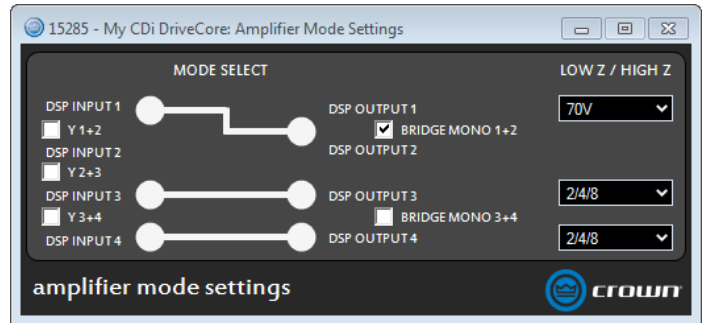 15285 - My CDi DriveCore: Amplifier Mode Settings
MODE SELECT
LOW Z / HIGH Z
DSP INPUT 1
DSP OUTPUT 1
70V
Y 1+2
BRIDGE MONO 1+2
DSP INPUT 2
DSP OUTPUT 2
Y 2+3
DSP INPUT 3
DSP OUTPUT 3
2/4/8
Y 3+4
BRIDGE MONO 3+4
DSP INPUT 4
DSP OUTPUT 4
2/4/8
amplifier mode settings
crown